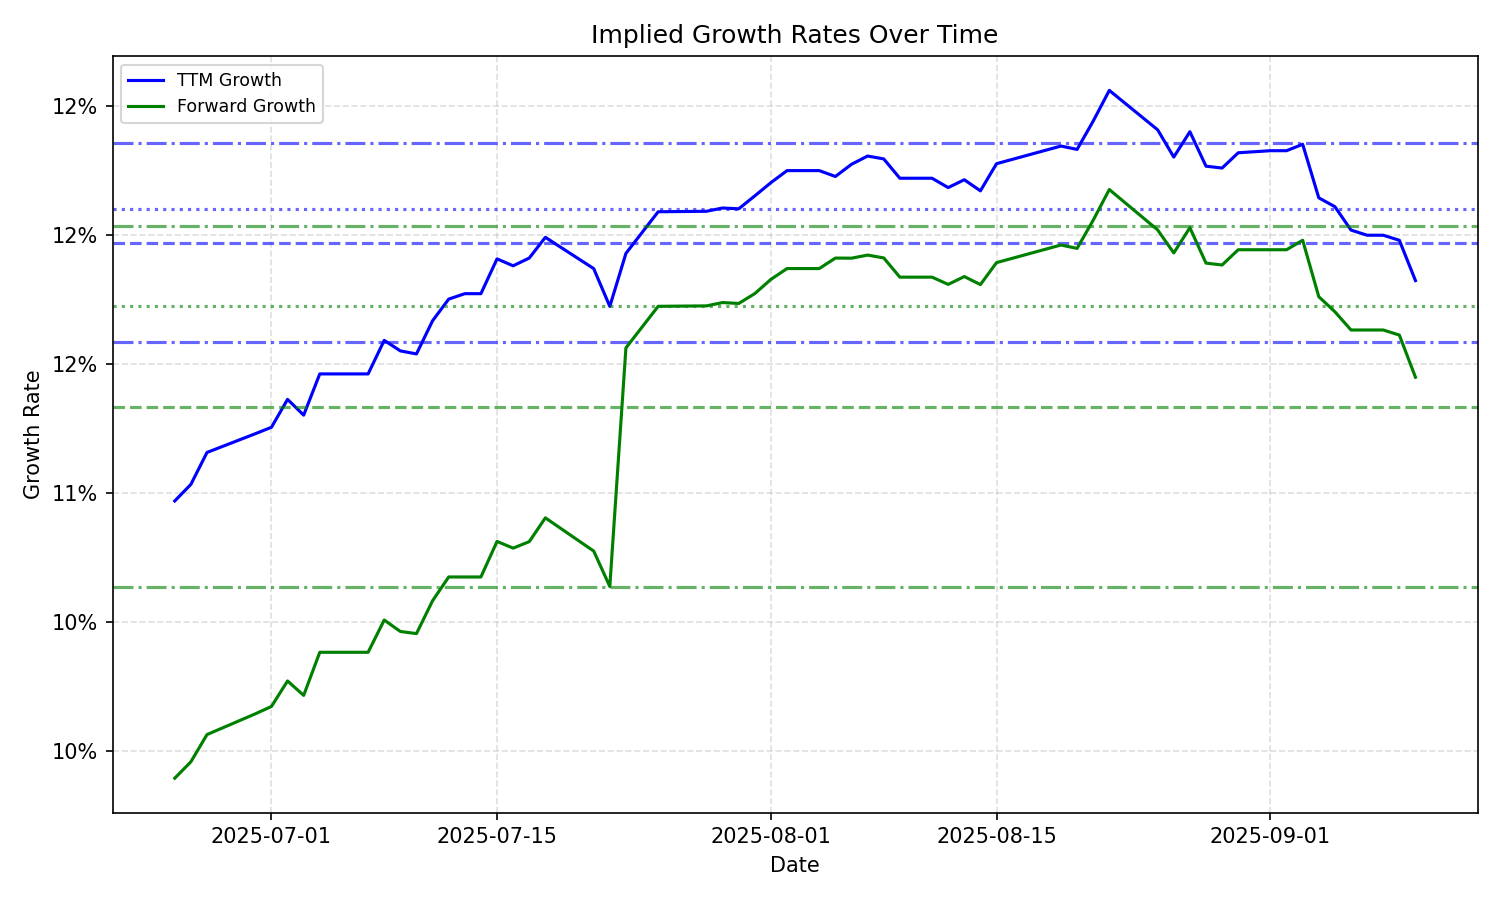 Implied Growth Rates Over Time
TTM Growth
Forward Growth
12%
12%
12%
11%
10%
10%
Growth Rate
2025-07-01
2025-07-15
2025-08-01
2025-08-15
2025-09-01
Date